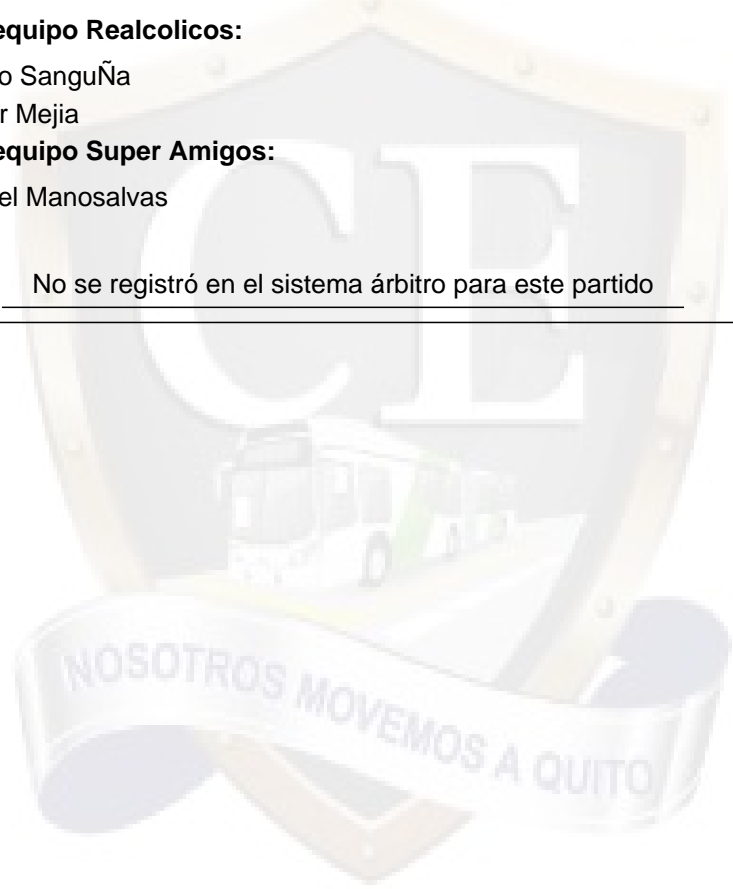 equipo Realcolicos:
o SanguÑa
r Mejia
equipo Super Amigos:
el Manosalvas
No se registró en el sistema árbitro para este partido
CE
NOSOTROS MOVEMOS A QUITO